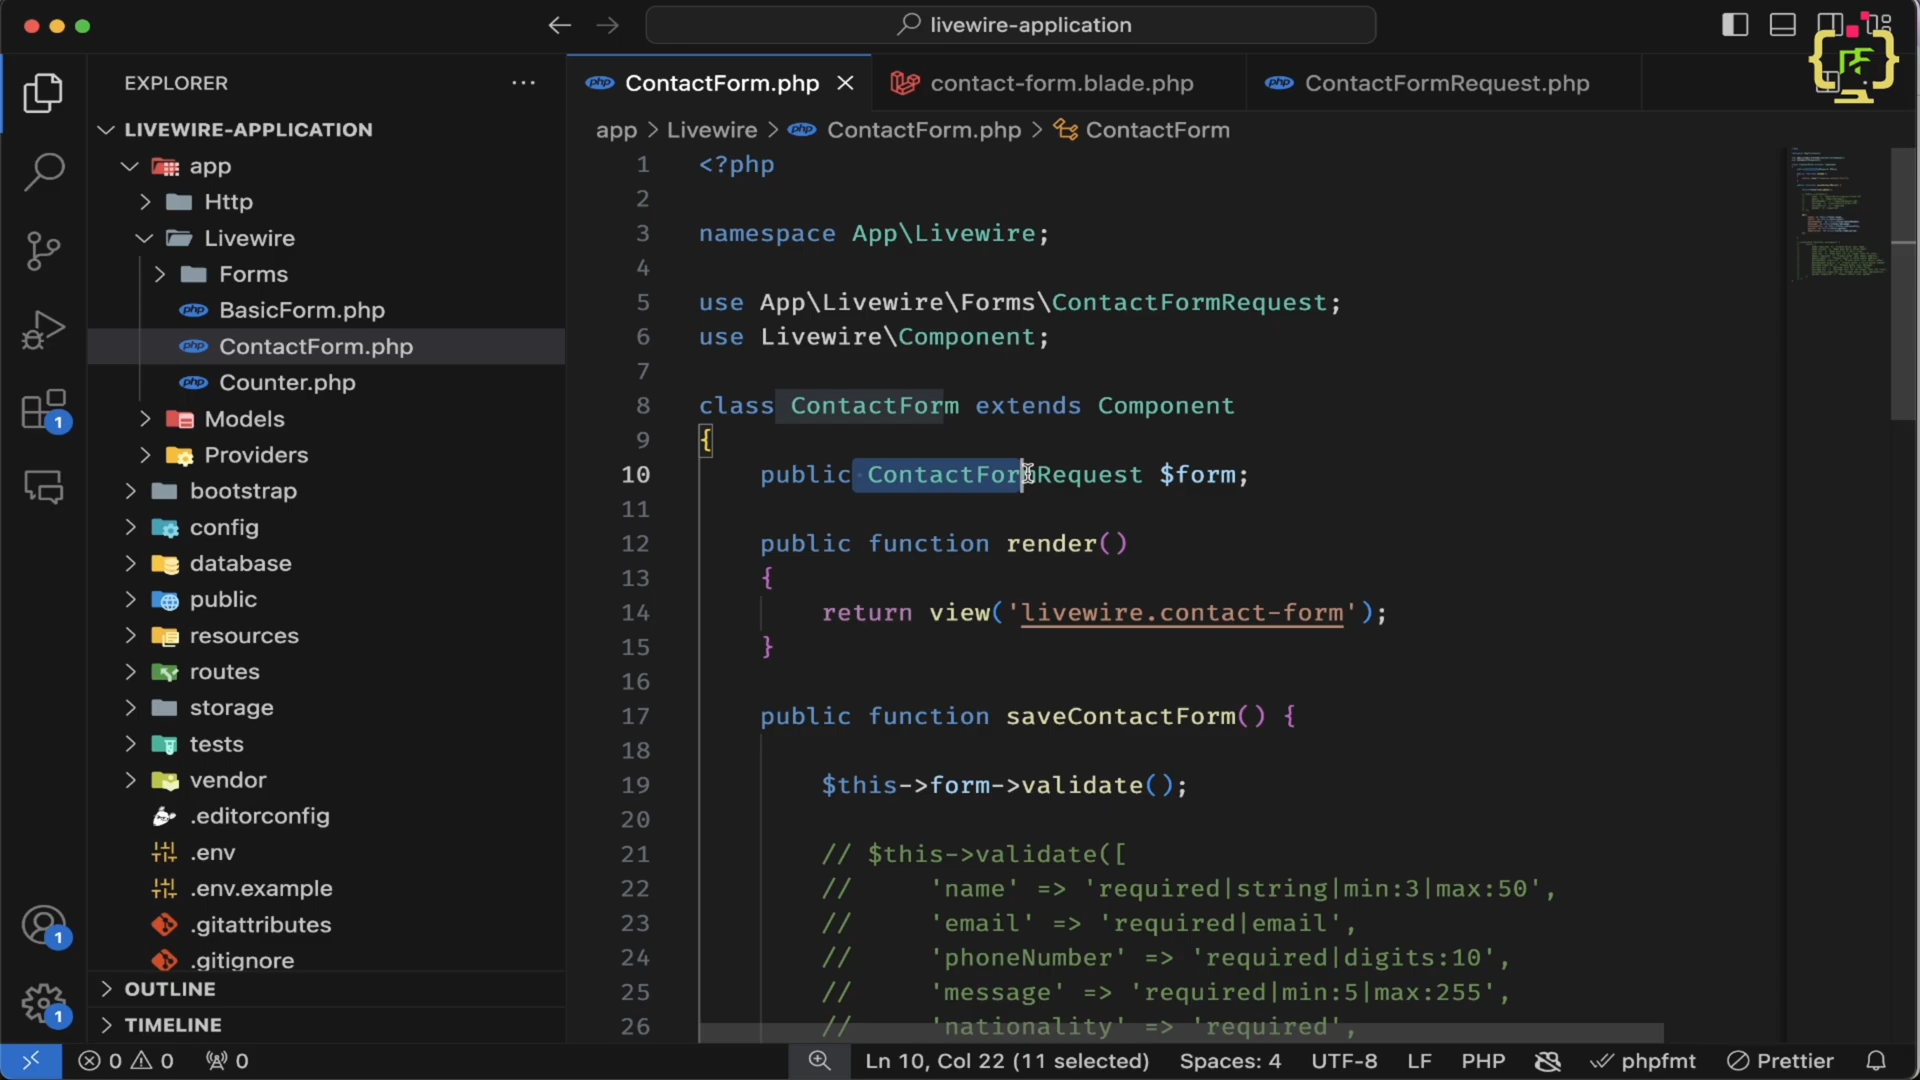 livewire-application
EXPLORER
LIVEWIRE-APPLICATION
app
Http
Livewire
Forms
BasicForm.php
ContactForm.php
Counter.php
Models
Providers
bootstrap
config
database
public
resources
routes
storage
tests
vendor
.editorconfig
.env
.env.example
.gitattributes
.gitignore
OUTLINE
TIMELINE
php ContactForm.php
contact-form.blade.php
php ContactFormRequest.php
app > Livewire > php ContactForm.php > ContactForm
1 <?php
2
3 namespace App\Livewire;
4
5 use App\Livewire\Forms\ContactFormRequest;
6 use Livewire\Component;
7
8 class ContactForm extends Component
9 {
10 public ContactFormRequest $form;
11
12 public function render()
13 {
14 return view('livewire.contact-form');
15 }
16
17 public function saveContactForm() {
18
19 $this->form->validate();
20
21 // $this->validate([
22 // 'name' => 'required|string|min:3|max:50',
23 // 'email' => 'required|email',
24 // 'phoneNumber' => 'required|digits:10',
25 // 'message' => 'required|min:5|max:255',
26 // 'nationality' => 'required',
1
1
1
0 0 0
Ln 10, Col 22 (11 selected) Spaces: 4 UTF-8 LF PHP phpfmt Prettier